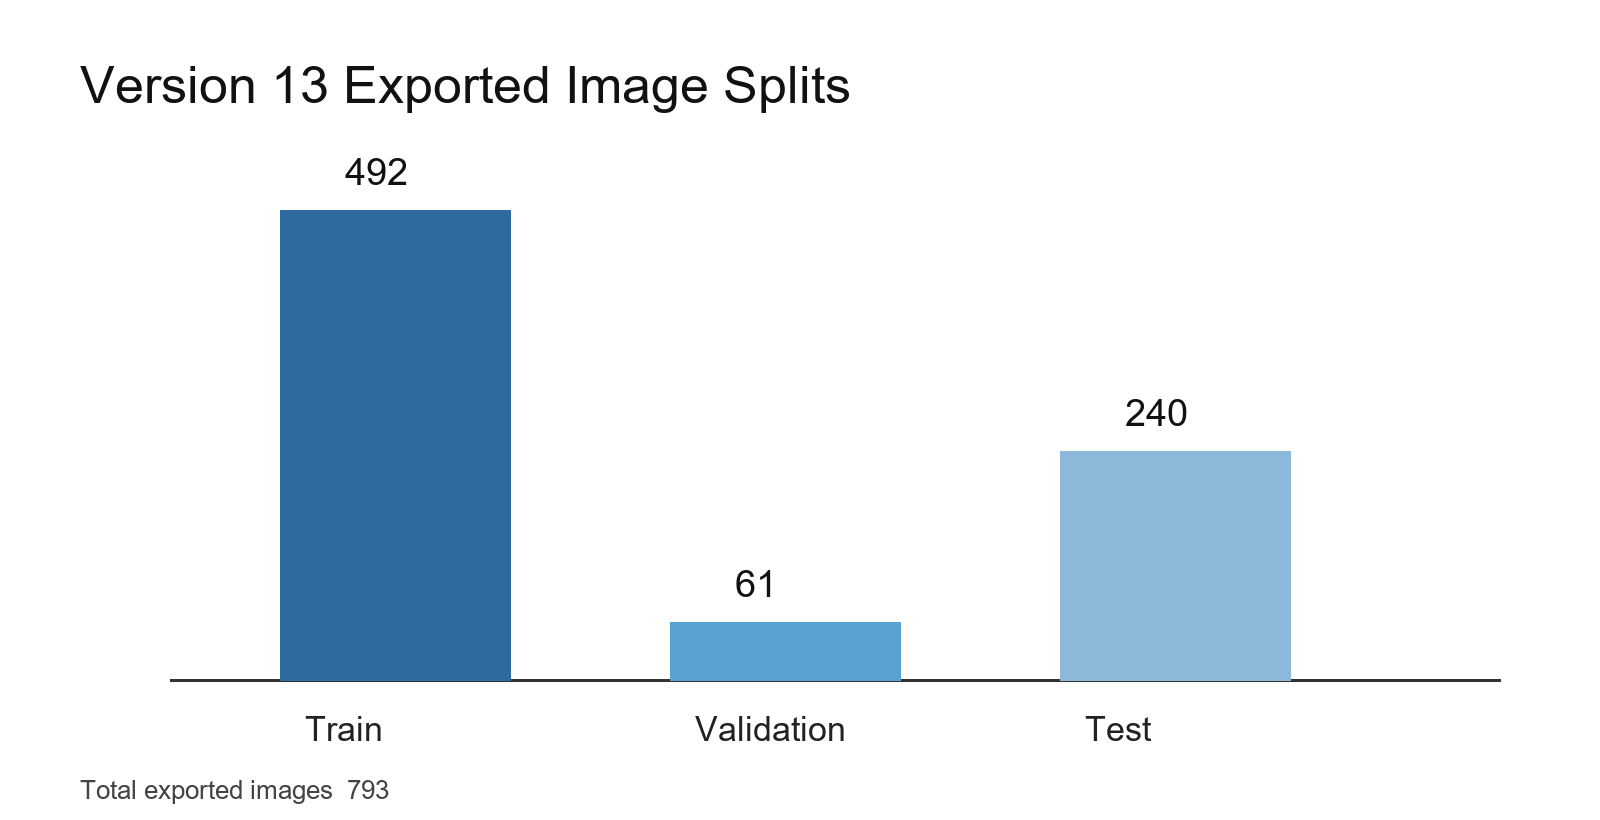 Version 13 Exported Image Splits
492
240
61
Train Validation Test
Total exported images 793